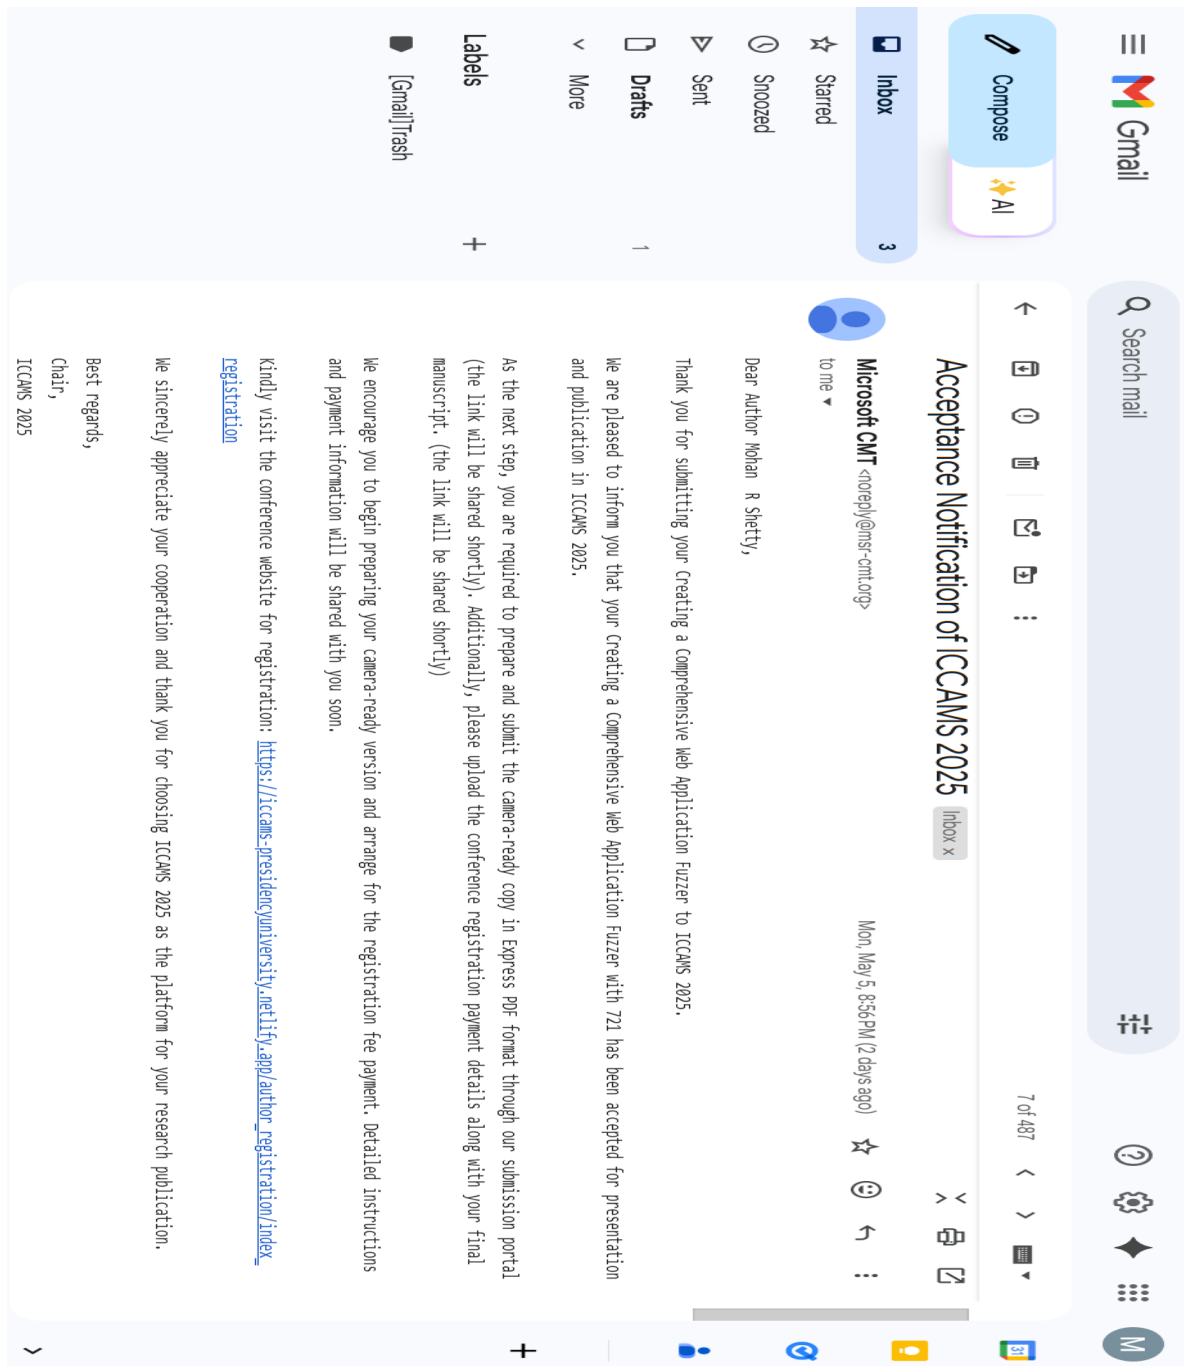 Gmail
Search mail
Compose
AI
Inbox 3
Starred
Snoozed
Sent
Drafts 1
More
Labels
[Gmail]Trash
7 of 487
Acceptance Notification of ICCAMS 2025 Inbox x
Microsoft CMT <noreply@msr-cmt.org> Mon, May 5, 8:56 PM (2 days ago)
to me
Dear Author Mohan  R Shetty,
Thank you for submitting your Creating a Comprehensive Web Application Fuzzer to ICCAMS 2025.
We are pleased to inform you that your Creating a Comprehensive Web Application Fuzzer with 721 has been accepted for presentation
and publication in ICCAMS 2025.
As the next step, you are required to prepare and submit the camera-ready copy in Express PDF format through our submission portal
(the link will be shared shortly). Additionally, please upload the conference registration payment details along with your final
manuscript. (the link will be shared shortly)
We encourage you to begin preparing your camera-ready version and arrange for the registration fee payment. Detailed instructions
and payment information will be shared with you soon.
Kindly visit the conference website for registration: https://iccams-presidencyuniversity.netlify.app/author_registration/index_
registration
We sincerely appreciate your cooperation and thank you for choosing ICCAMS 2025 as the platform for your research publication.
Best regards,
Chair,
ICCAMS 2025
31
M